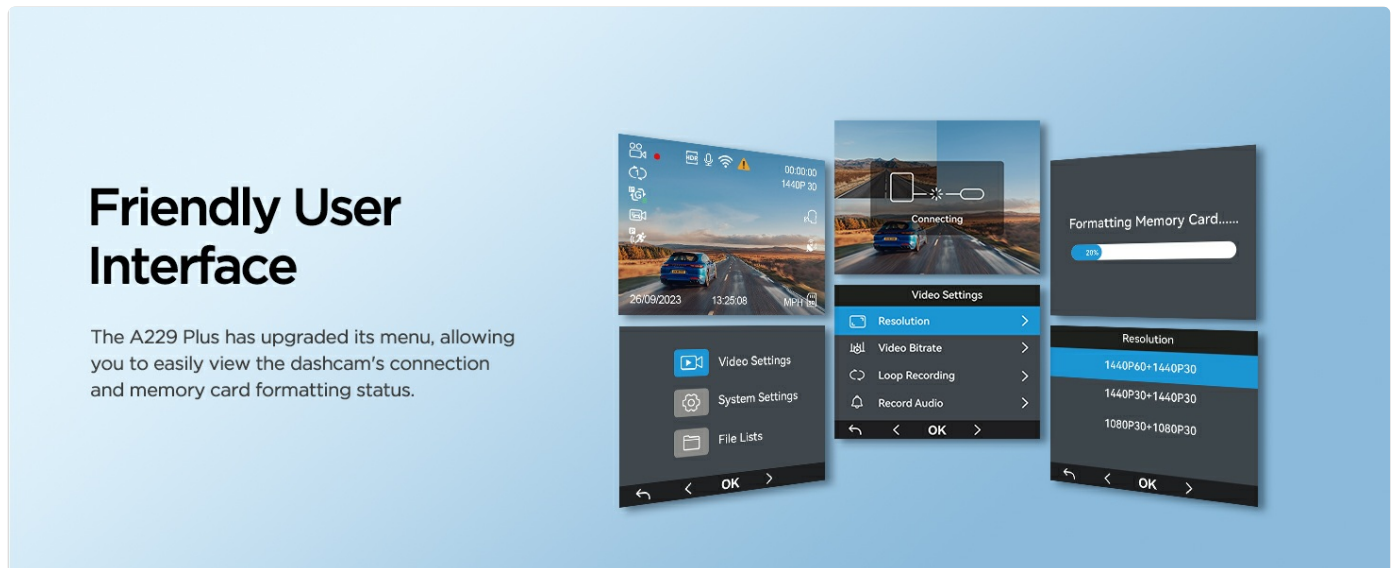 Friendly User
Interface
The A229 Plus has upgraded its menu, allowing
you to easily view the dashcam's connection
and memory card formatting status.
HDR
00:00:00
1440P 30
26/09/2023
13:25:08
MPH
Video Settings
System Settings
File Lists
OK
Connecting
Video Settings
Resolution
Video Bitrate
Loop Recording
Record Audio
OK
Formatting Memory Card......
20%
Resolution
1440P60+1440P30
1440P30+1440P30
1080P30+1080P30
OK